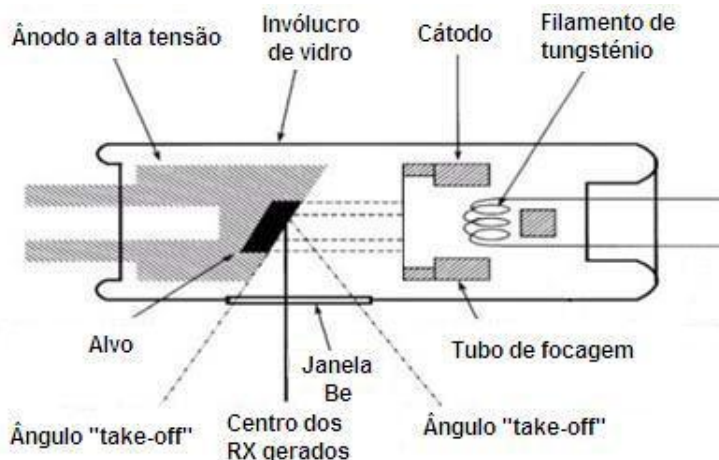 Ânodo a alta tensão
Invólucro
de vidro
Cátodo
Filamento de
tungsténio
Alvo
Janela
Be
Tubo de focagem
Ângulo "take-off"
Centro dos
RX gerados
Ângulo "take-off"